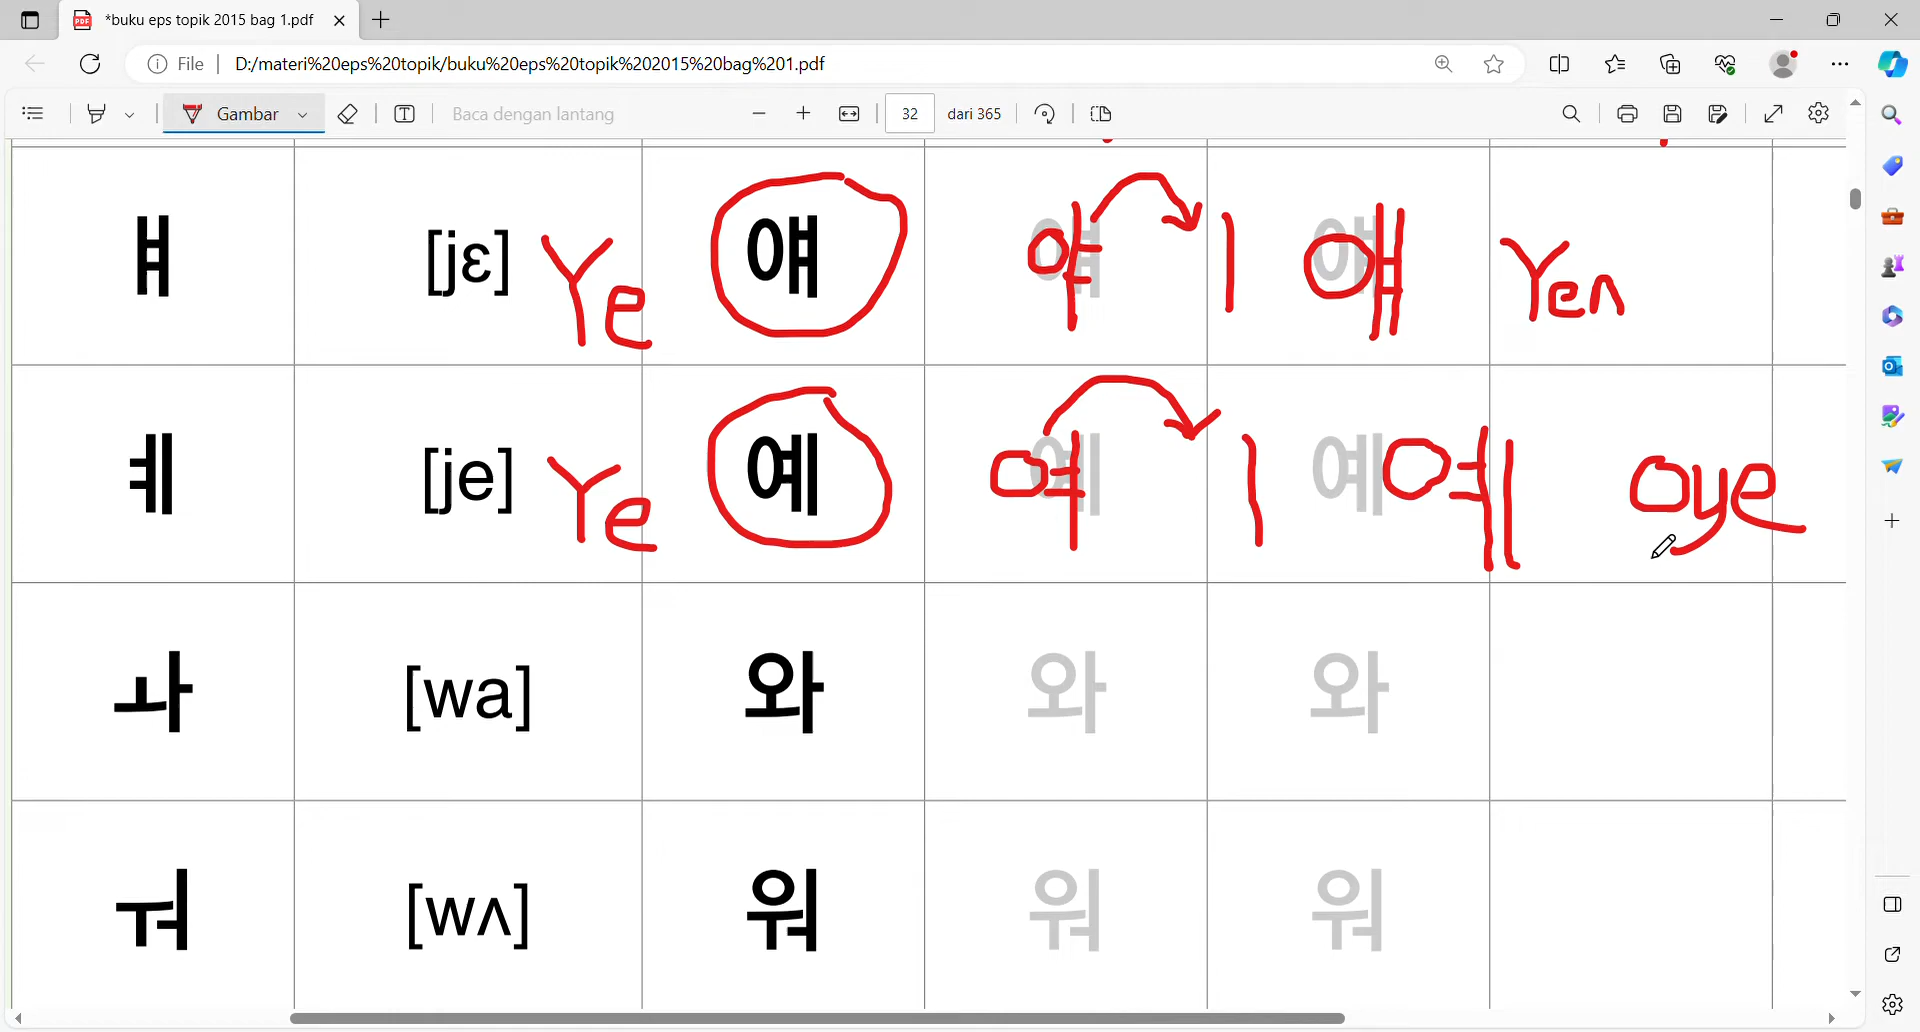 *buku eps topik 2015 bag 1.pdf
File D:/materi%20eps%20topik/buku%20eps%20topik%202015%20bag%201.pdf
Gambar Baca dengan lantang 32 dari 365
ㅒ [jɛ] Ye 얘 야 ㅣ 얘 Yen
ㅖ [je] Ye 예 여 ㅣ 예 oye
ㅘ [wa] 와 와 와
ㅝ [wʌ] 워 워 워